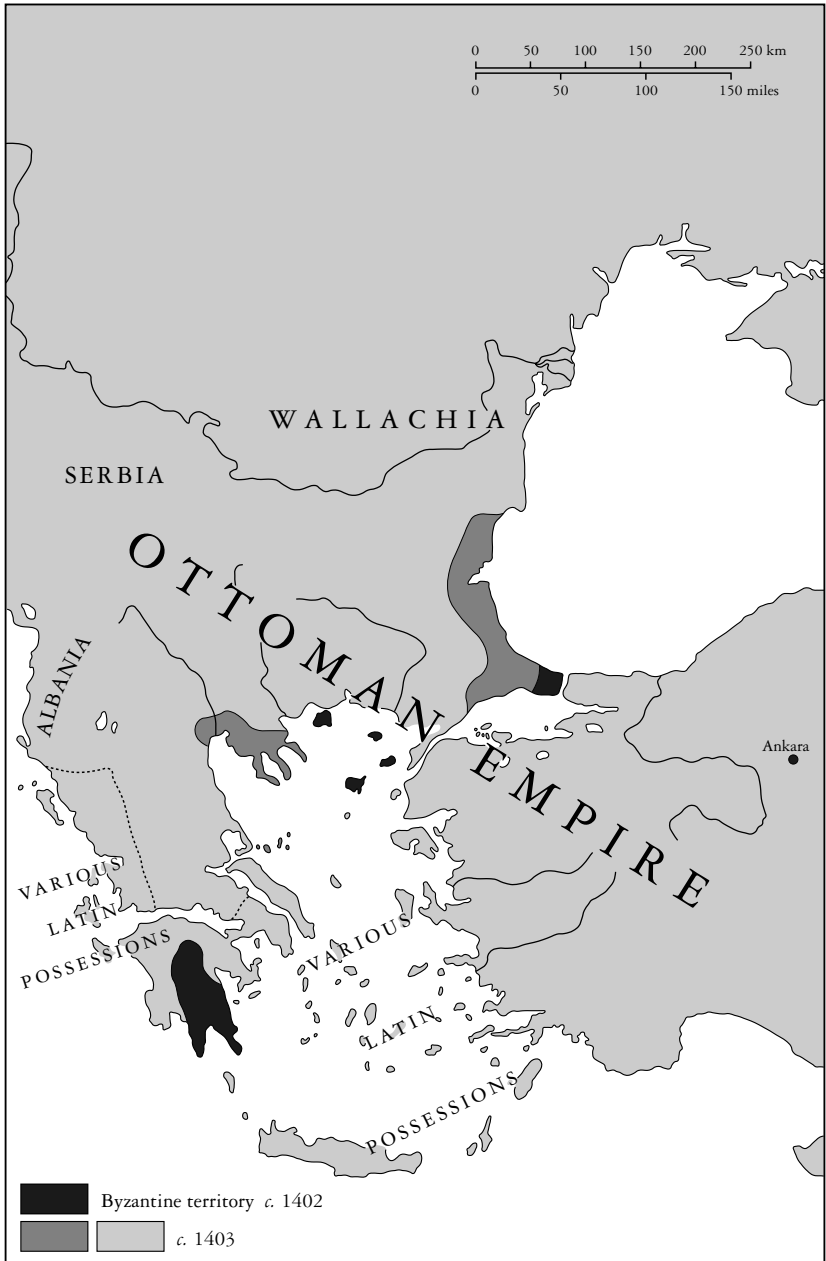 0 50 100 150 200 250 km
0 50 100 150 miles
WALLACHIA
SERBIA
OTTOMAN EMPIRE
ALBANIA
Ankara
VARIOUS
LATIN
POSSESSIONS
VARIOUS
LATIN
POSSESSIONS
Byzantine territory c. 1402
c. 1403